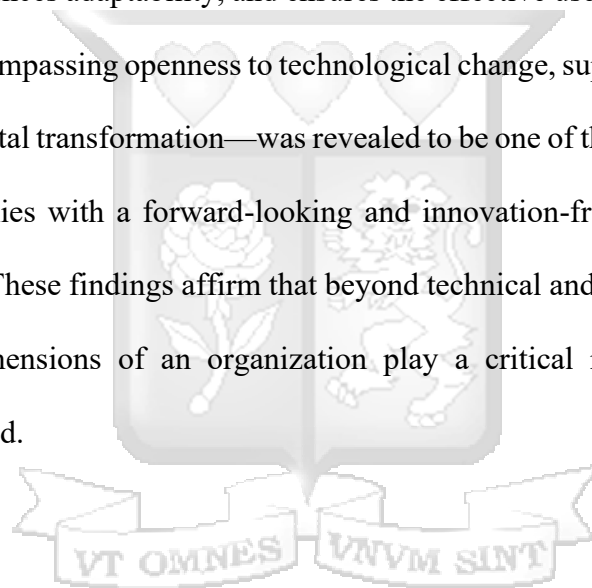 nces adaptability, and ensures the effective use
mpassing openness to technological change, su
tal transformation—was revealed to be one of th
ies with a forward-looking and innovation-fr
These findings affirm that beyond technical and
mensions of an organization play a critical
d.
VT OMNES VNVM SINT